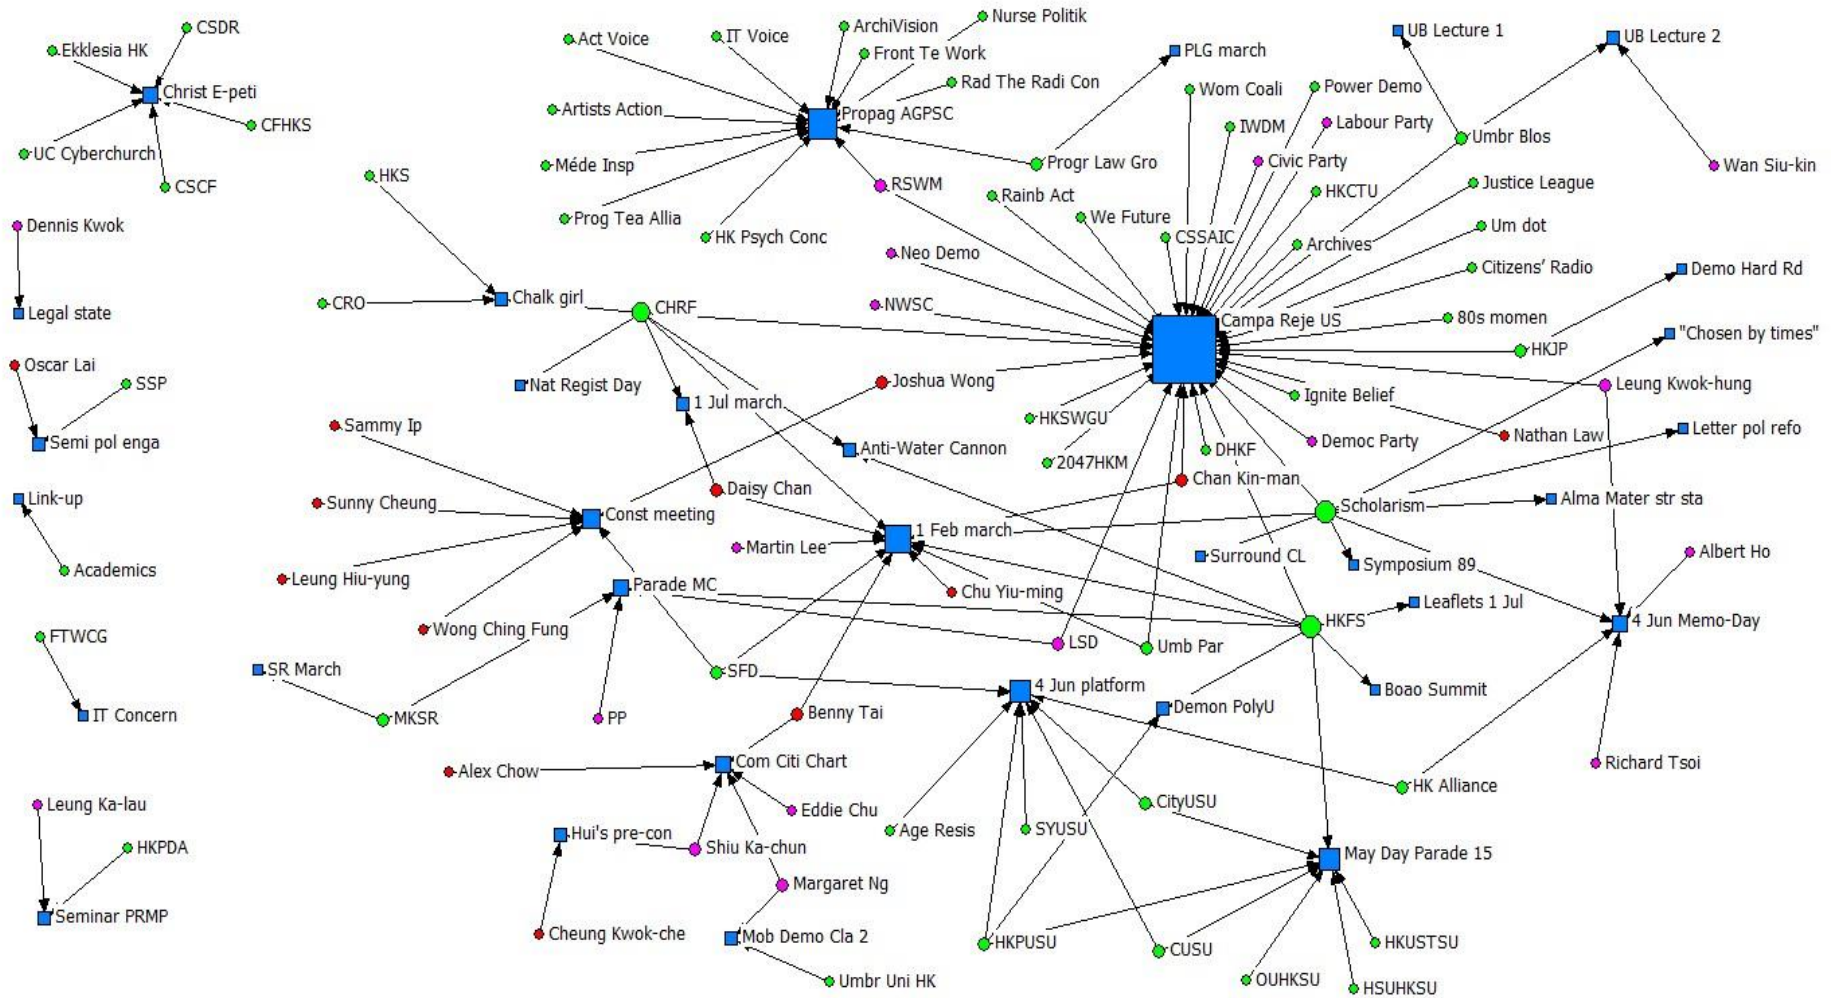 Nurse Politik
CSDR
ArchiVision
UB Lecture 1
IT Voice
UB Lecture 2
Act Voice
Ekklesia HK
Front Te Work
PLG march
Rad The Radi Con
Power Demo
Wom Coali
Christ E-peti
Artists Action
Propag AGPSC
Labour Party
CFHKS
IWDM
Umbr Blos
UC Cyberchurch
Civic Party
Méde Insp
Progr Law Gro
Wan Siu-kin
HKS
CSCF
RSWM
Justice League
HKCTU
Rainb Act
Prog Tea Allia
We Future
Dennis Kwok
Um dot
HK Psych Conc
CSSAIC
Archives
Neo Demo
Citizens' Radio
Demo Hard Rd
Chalk girl
CRO
CHRF
NWSC
Legal state
Campa Reje US
80s momen
"Chosen by times"
HKJP
Oscar Lai
SSP
Nat Regist Day
Joshua Wong
Leung Kwok-hung
Ignite Belief
1 Jul march
HKSWGU
Sammy Ip
Letter pol refo
Nathan Law
Semi pol enga
Democ Party
Anti-Water Cannon
DHKF
2047HKM
Chan Kin-man
Daisy Chan
Link-up
Alma Mater str sta
Sunny Cheung
Scholarism
Const meeting
1 Feb march
Martin Lee
Albert Ho
Surround CL
Symposium 89
Academics
Leung Hiu-yung
Parade MC
Chu Yiu-ming
Leaflets 1 Jul
HKFS
4 Jun Memo-Day
Wong Ching Fung
FTWCG
LSD
Umb Par
SR March
SFD
4 Jun platform
Boao Summit
Demon PolyU
IT Concern
MKSR
PP
Benny Tai
Com Citi Chart
Richard Tsoi
Alex Chow
HK Alliance
Leung Ka-lau
Eddie Chu
CityUSU
Hui's pre-con
Age Resis
SYUSU
HKPDA
Shiu Ka-chun
May Day Parade 15
Margaret Ng
Seminar PRMP
Cheung Kwok-che
Mob Demo Cla 2
HKPUSU
CUSU
HKUSTSU
Umbr Uni HK
OUHKSU
HSUHKSU